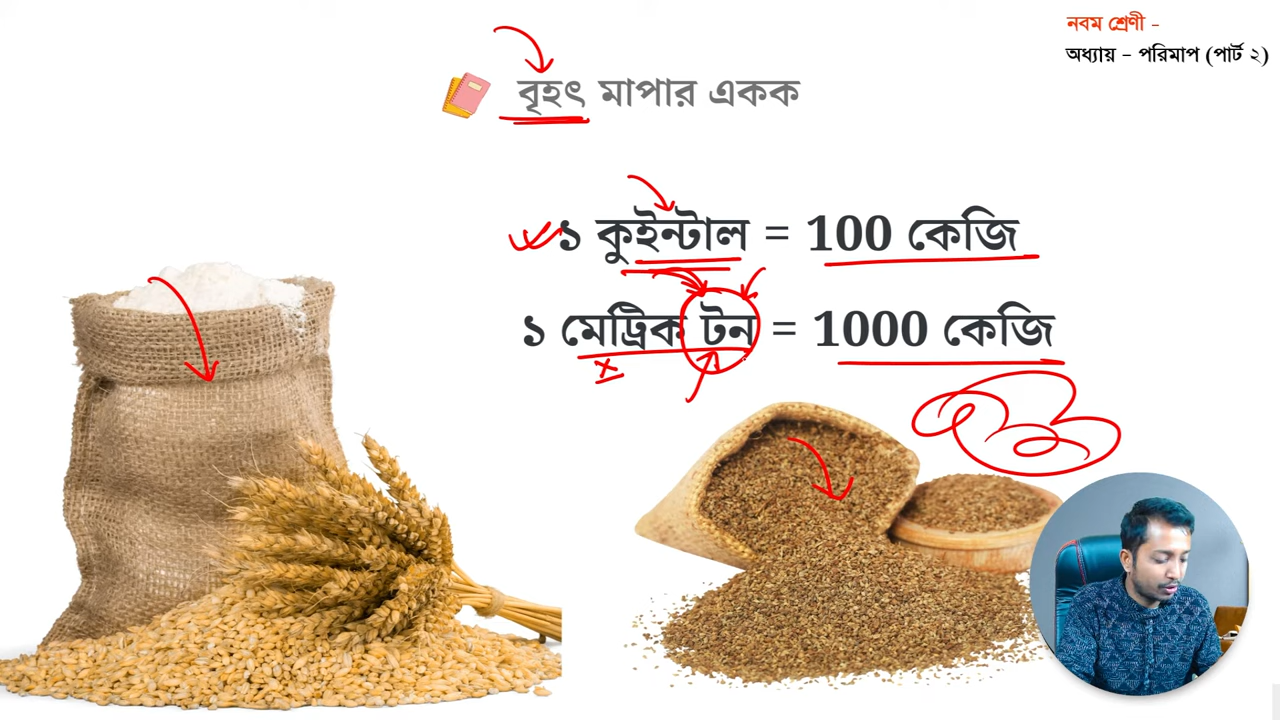 নবম শ্রেণী -
অধ্যায় - পরিমাপ (পার্ট ২)
বৃহৎ মাপার একক
১ কুইন্টাল = 100 কেজি
১ মেট্রিক টন = 1000 কেজি